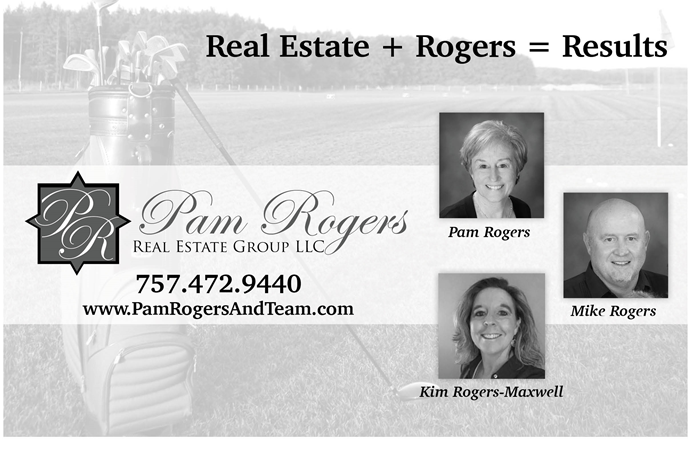 Real Estate + Rogers = Results
PR
Pam Rogers
REAL ESTATE GROUP LLC
757.472.9440
www.PamRogersAndTeam.com
Pam Rogers
Mike Rogers
Kim Rogers-Maxwell